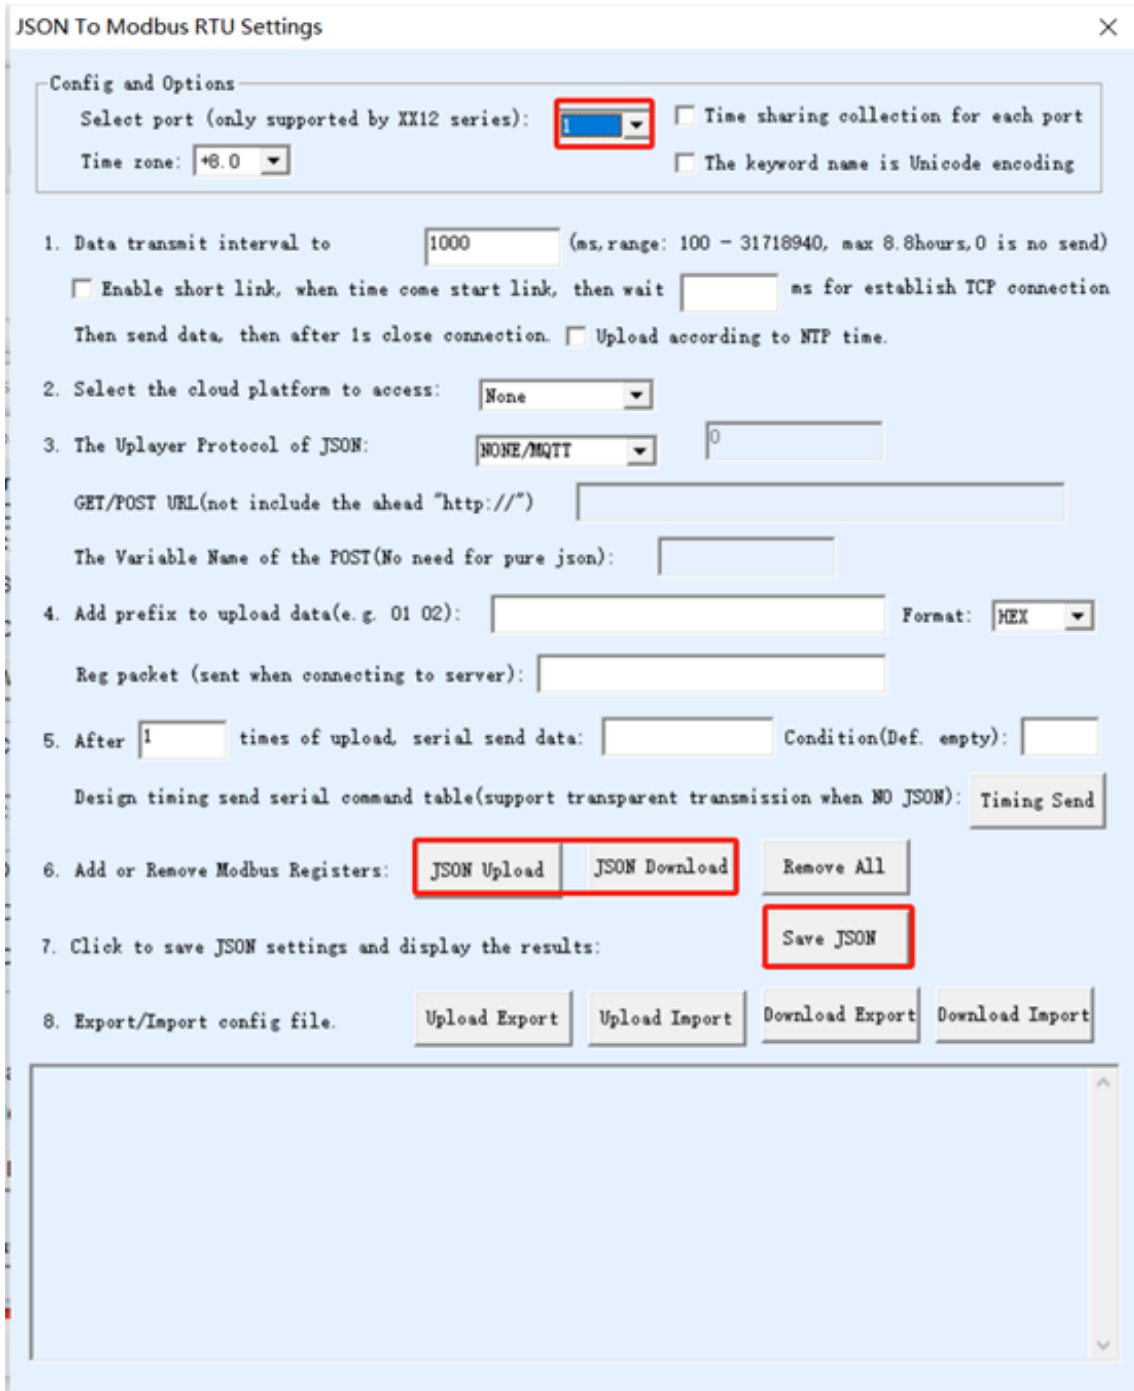 JSON To Modbus RTU Settings
Config and Options
Select port (only supported by XX12 series): 1 Time sharing collection for each port
Time zone: +8.0 The keyword name is Unicode encoding
1. Data transmit interval to 1000 (ms,range: 100 - 31718940, max 8.8hours,0 is no send)
Enable short link, when time come start link, then wait ms for establish TCP connection
Then send data, then after 1s close connection. Upload according to NTP time.
2. Select the cloud platform to access: None
3. The Uplayer Protocol of JSON: NONE/MQTT 0
GET/POST URL(not include the ahead "http://")
The Variable Name of the POST(No need for pure json):
4. Add prefix to upload data(e.g. 01 02): Format: HEX
Reg packet (sent when connecting to server):
5. After 1 times of upload, serial send data: Condition(Def. empty):
Design timing send serial command table(support transparent transmission when NO JSON): Timing Send
6. Add or Remove Modbus Registers: JSON Upload JSON Download Remove All
7. Click to save JSON settings and display the results: Save JSON
8. Export/Import config file. Upload Export Upload Import Download Export Download Import